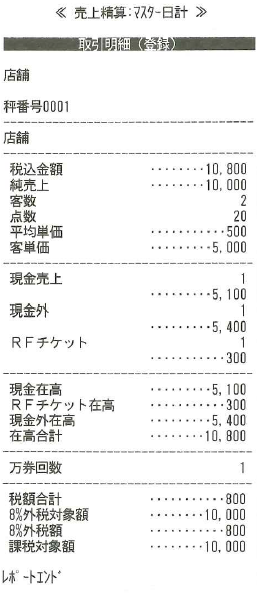 ≪ 売上精算:ﾏｽﾀｰ日計 ≫
取引明細（登録）
店舗
秤番号0001
店舗
税込金額 ········10,800
純売上 ········10,000
客数 2
点数 20
平均単価 ···········500
客単価 ·········5,000
現金売上 1
·········5,100
現金外 1
·········5,400
ＲＦチケット 1
···········300
現金在高 ·········5,100
ＲＦチケット在高 ···········300
現金外在高 ·········5,400
在高合計 ········10,800
万券回数 1
税額合計 ···········800
8%外税対象額 ········10,000
8%外税額 ···········800
課税対象額 ········10,000
ﾚﾎﾟｰﾄｴﾝﾄﾞ